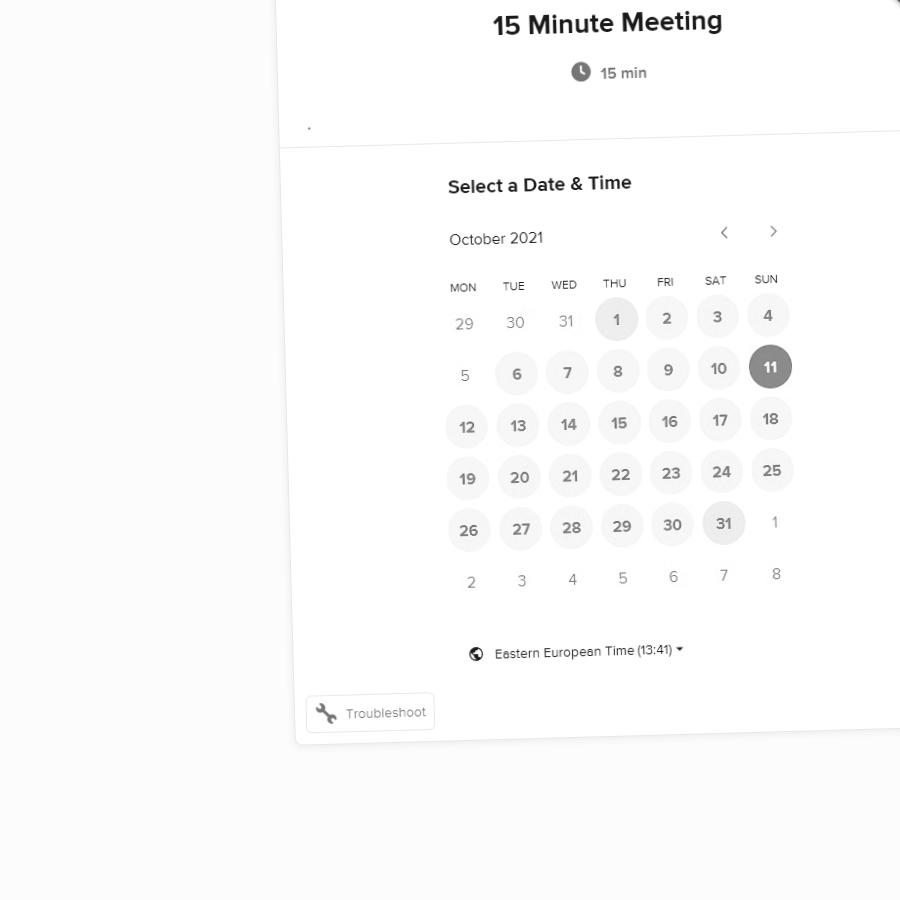 15 Minute Meeting
15 min
.
Select a Date & Time
October 2021
MON TUE WED THU FRI SAT SUN
29 30 31 1 2 3 4
5 6 7 8 9 10 11
12 13 14 15 16 17 18
19 20 21 22 23 24 25
26 27 28 29 30 31 1
2 3 4 5 6 7 8
Eastern European Time (13:41)
Troubleshoot